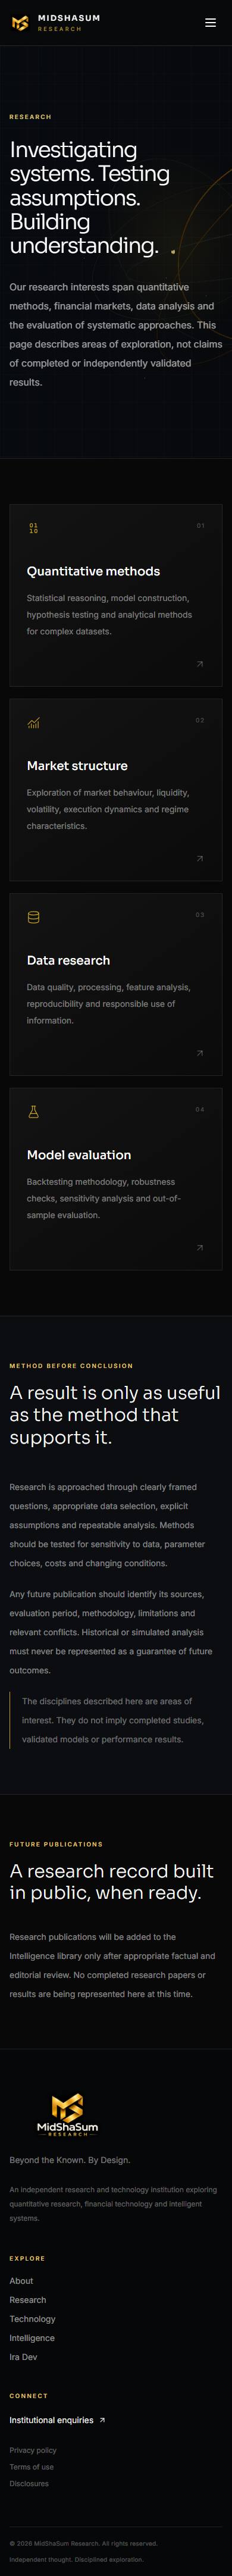 MIDSHASUM
RESEARCH
RESEARCH
Investigating
systems. Testing
assumptions.
Building
understanding.
Our research interests span quantitative
methods, financial markets, data analysis and
the evaluation of systematic approaches. This
page describes areas of exploration, not claims
of completed or independently validated
results.
01
10
01
Quantitative methods
Statistical reasoning, model construction,
hypothesis testing and analytical methods
for complex datasets.
02
Market structure
Exploration of market behaviour, liquidity,
volatility, execution dynamics and regime
characteristics.
03
Data research
Data quality, processing, feature analysis,
reproducibility and responsible use of
information.
04
Model evaluation
Backtesting methodology, robustness
checks, sensitivity analysis and out-of-
sample evaluation.
METHOD BEFORE CONCLUSION
A result is only as useful
as the method that
supports it.
Research is approached through clearly framed
questions, appropriate data selection, explicit
assumptions and repeatable analysis. Methods
should be tested for sensitivity to data, parameter
choices, costs and changing conditions.
Any future publication should identify its sources,
evaluation period, methodology, limitations and
relevant conflicts. Historical or simulated analysis
must never be represented as a guarantee of future
outcomes.
The disciplines described here are areas of
interest. They do not imply completed studies,
validated models or performance results.
FUTURE PUBLICATIONS
A research record built
in public, when ready.
Research publications will be added to the
Intelligence library only after appropriate factual and
editorial review. No completed research papers or
results are being represented here at this time.
MidShaSum
RESEARCH
Beyond the Known. By Design.
An independent research and technology institution exploring
quantitative research, financial technology and intelligent
systems.
EXPLORE
About
Research
Technology
Intelligence
Ira Dev
CONNECT
Institutional enquiries
Privacy policy
Terms of use
Disclosures
© 2026 MidShaSum Research. All rights reserved.
Independent thought. Disciplined exploration.